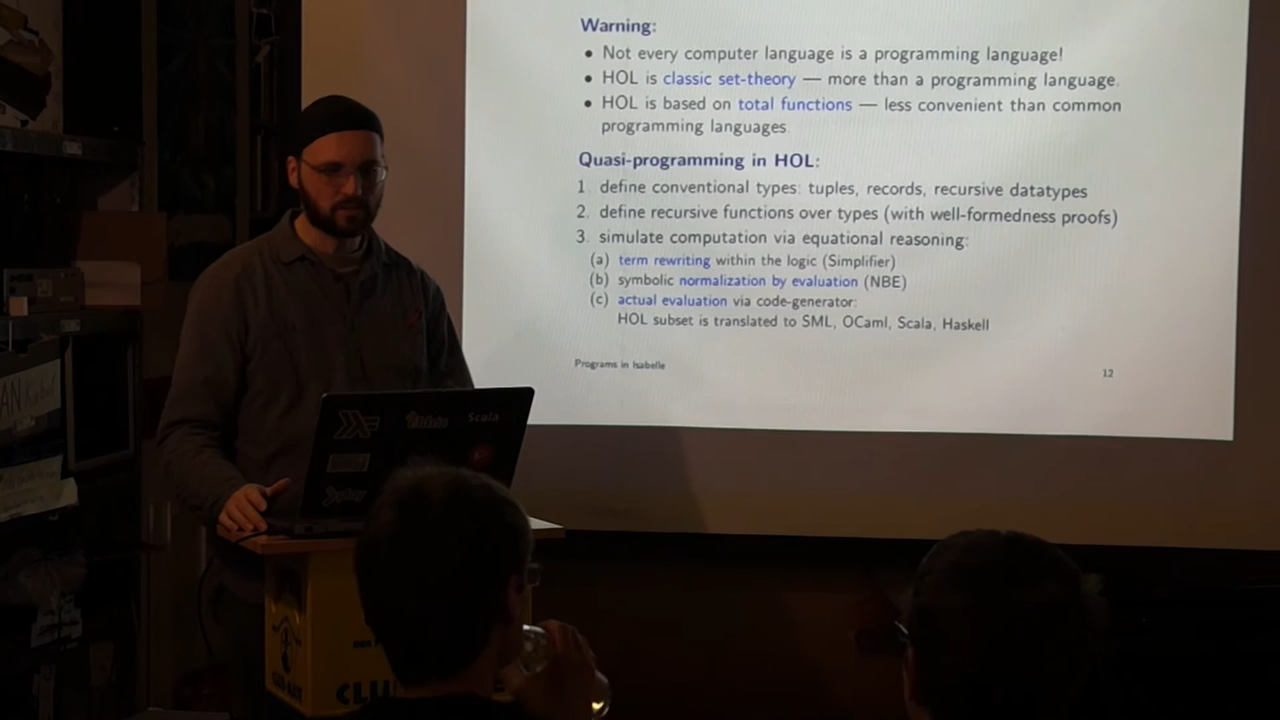 Warning:
• Not every computer language is a programming language!
• HOL is classic set-theory — more than a programming language.
• HOL is based on total functions — less convenient than common
programming languages.
Quasi-programming in HOL:
1. define conventional types: tuples, records, recursive datatypes
2. define recursive functions over types (with well-formedness proofs)
3. simulate computation via equational reasoning:
(a) term rewriting within the logic (Simplifier)
(b) symbolic normalization by evaluation (NBE)
(c) actual evaluation via code-generator:
HOL subset is translated to SML, OCaml, Scala, Haskell
Programs in Isabelle
12
Scala